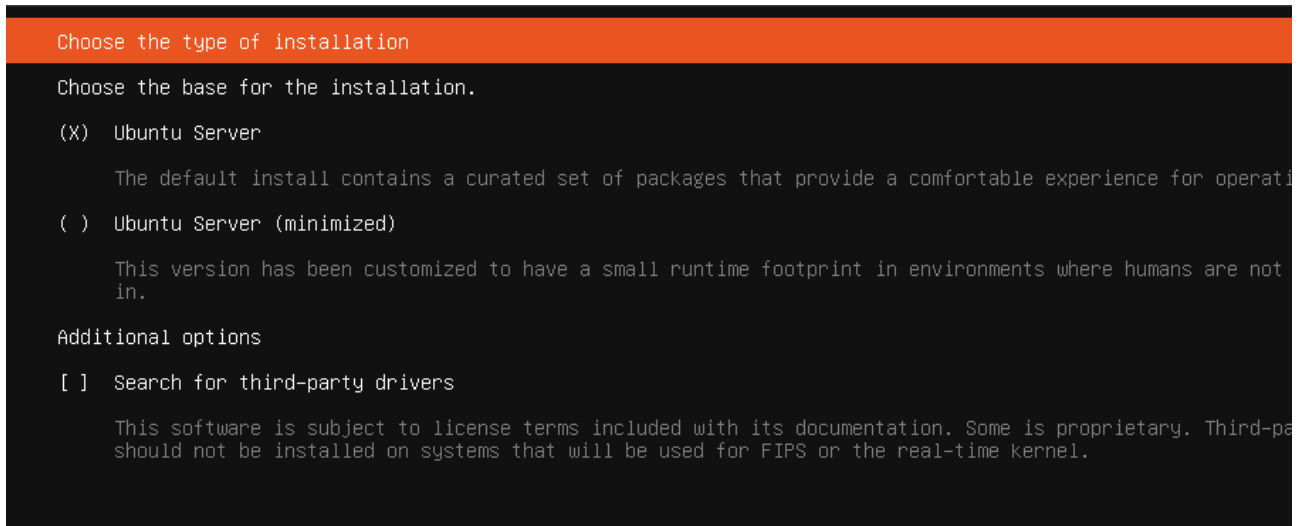 Choose the type of installation
Choose the base for the installation.
(X) Ubuntu Server
The default install contains a curated set of packages that provide a comfortable experience for operati
( ) Ubuntu Server (minimized)
This version has been customized to have a small runtime footprint in environments where humans are not
in.
Additional options
[ ] Search for third-party drivers
This software is subject to license terms included with its documentation. Some is proprietary. Third-pa
should not be installed on systems that will be used for FIPS or the real-time kernel.